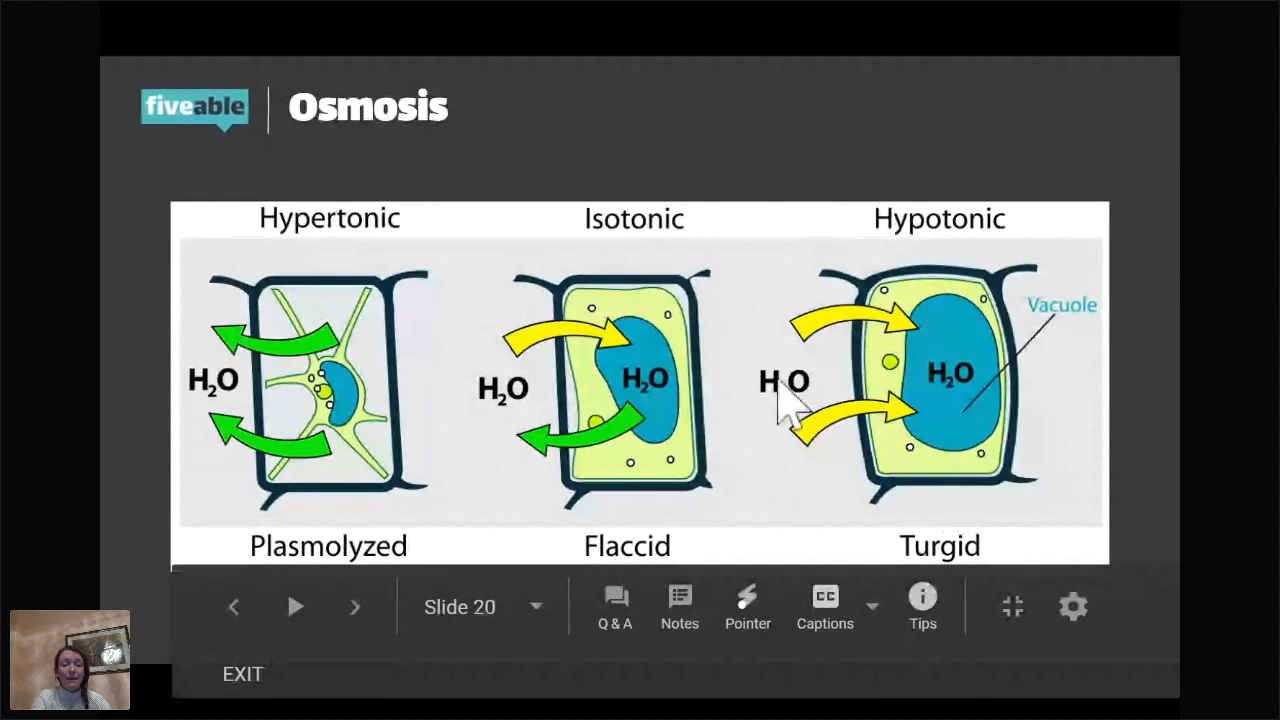 fiveable
Osmosis
Hypertonic
Isotonic
Hypotonic
Vacuole
H₂O
H₂O
H₂O
H O
H₂O
Plasmolyzed
Flaccid
Turgid
Slide 20
Q & A
Notes
Pointer
CC
Captions
Tips
EXIT